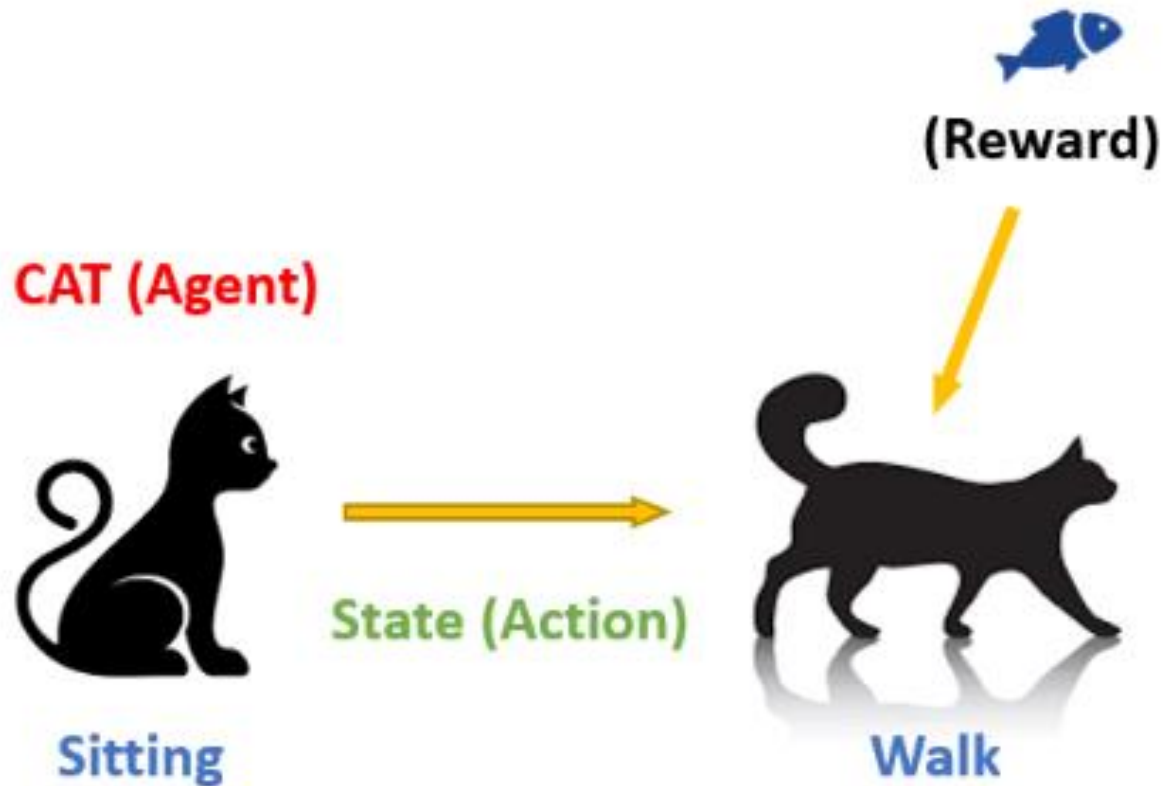 (Reward)
CAT (Agent)
State (Action)
Sitting
Walk